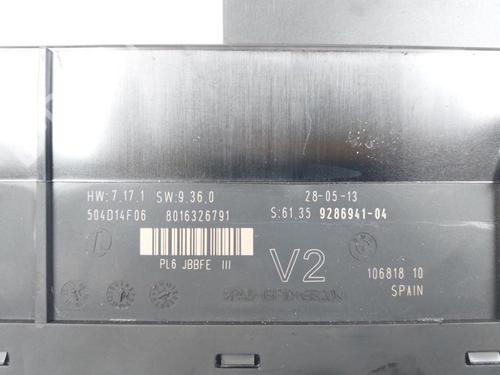 HW:7.17.1 SW:9.36.0 28-05-13
504D14F06 8016326791 S:61.35 9286941-04
PL6 JBBFE III
V2
106818 10
SPAIN